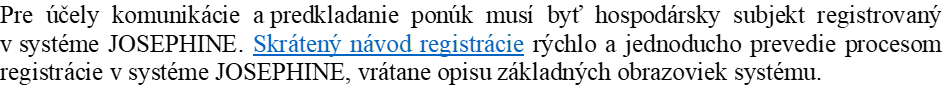 Pre účely komunikácie a predkladanie ponúk musí byť hospodársky subjekt registrovaný
v systéme JOSEPHINE. Skrátený návod registrácie rýchlo a jednoducho prevedie procesom
registrácie v systéme JOSEPHINE, vrátane opisu základných obrazoviek systému.